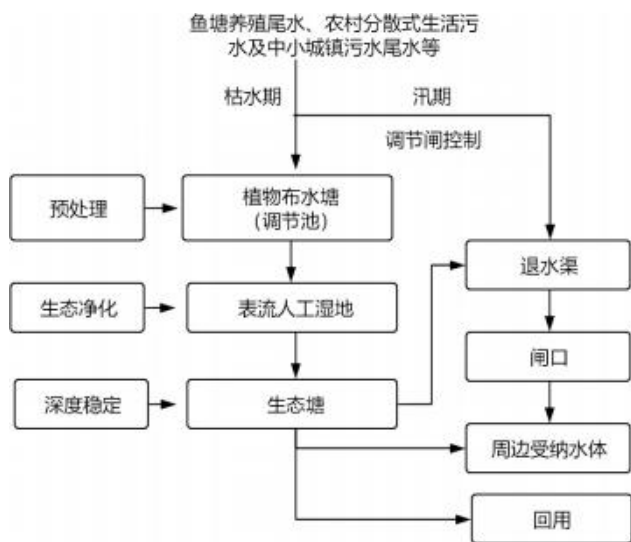 鱼塘养殖尾水、农村分散式生活污
水及中小城镇污水尾水等
枯水期
汛期
调节闸控制
预处理
植物布水塘
(调节池)
退水渠
生态净化
表流人工湿地
闸口
深度稳定
生态塘
周边受纳水体
回用